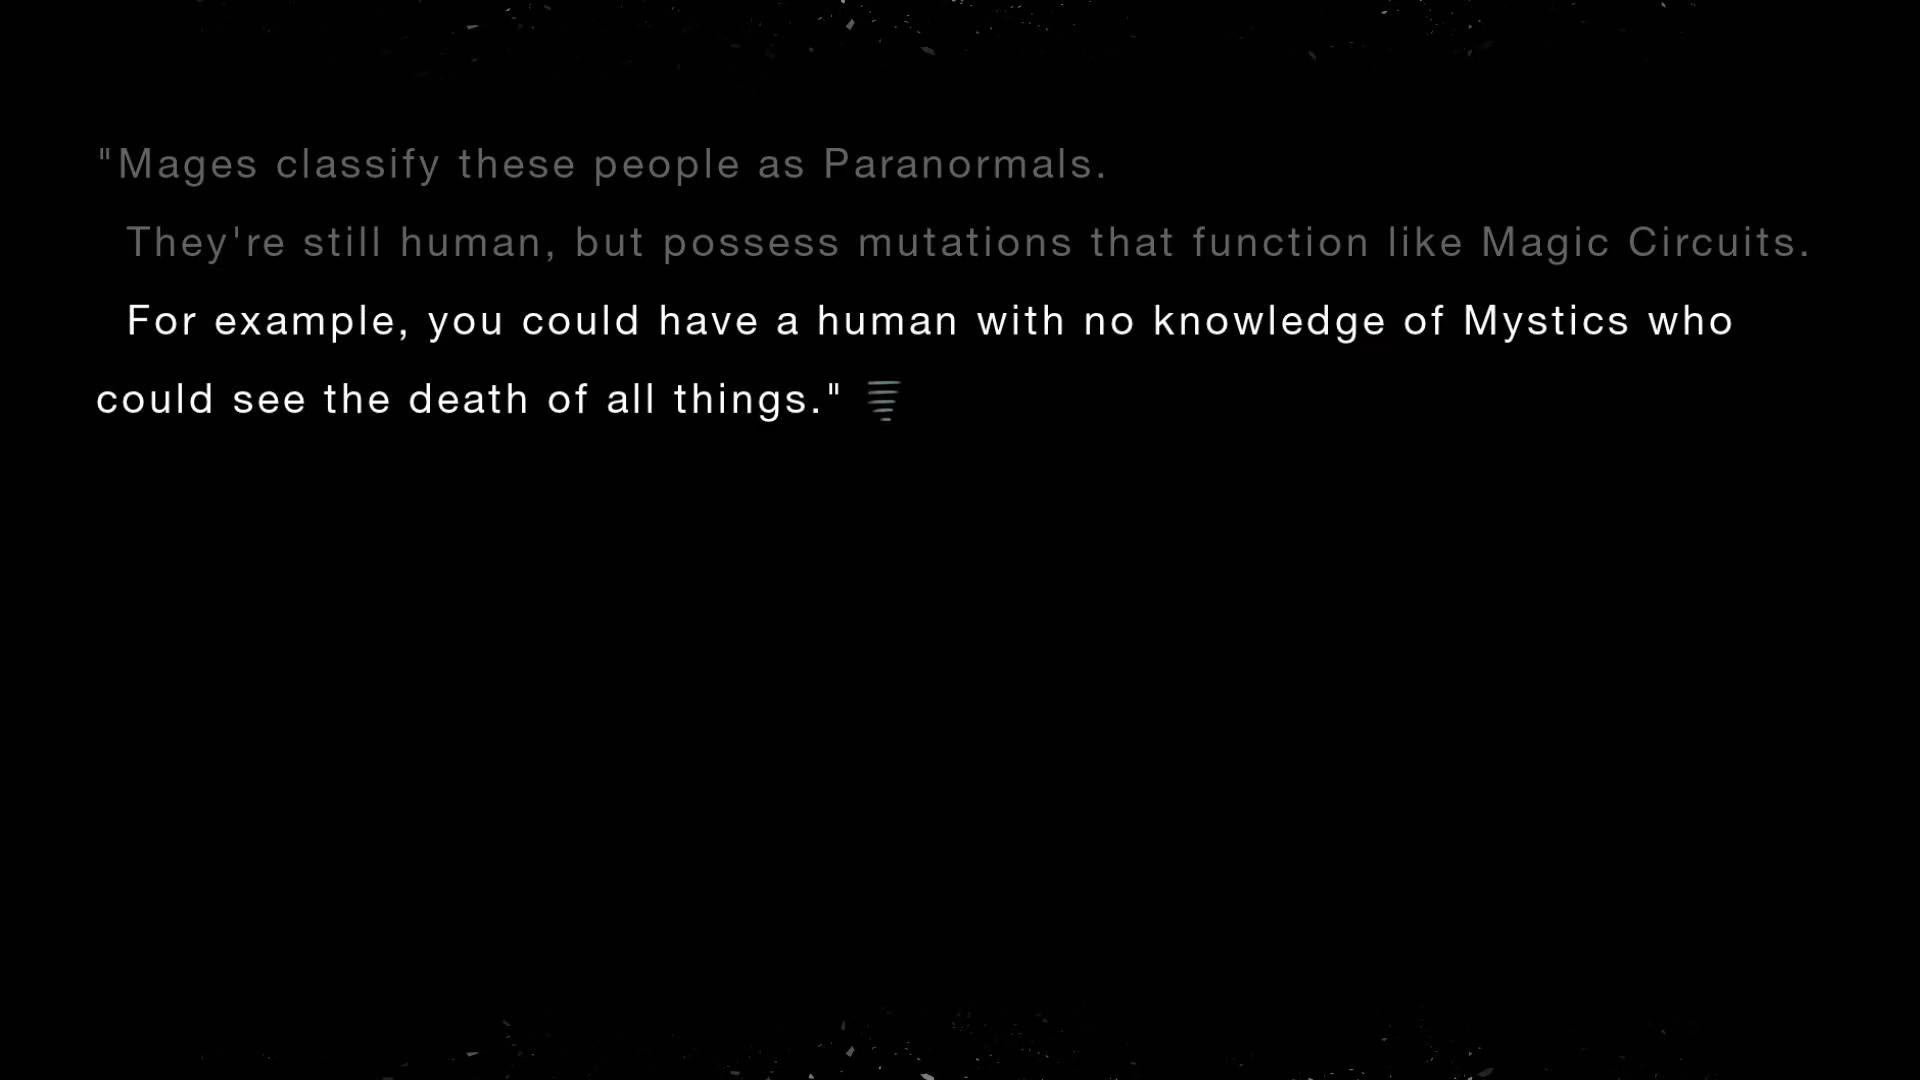 "Mages classify these people as Paranormals.
They're still human, but possess mutations that function like Magic Circuits.
For example, you could have a human with no knowledge of Mystics who
could see the death of all things."